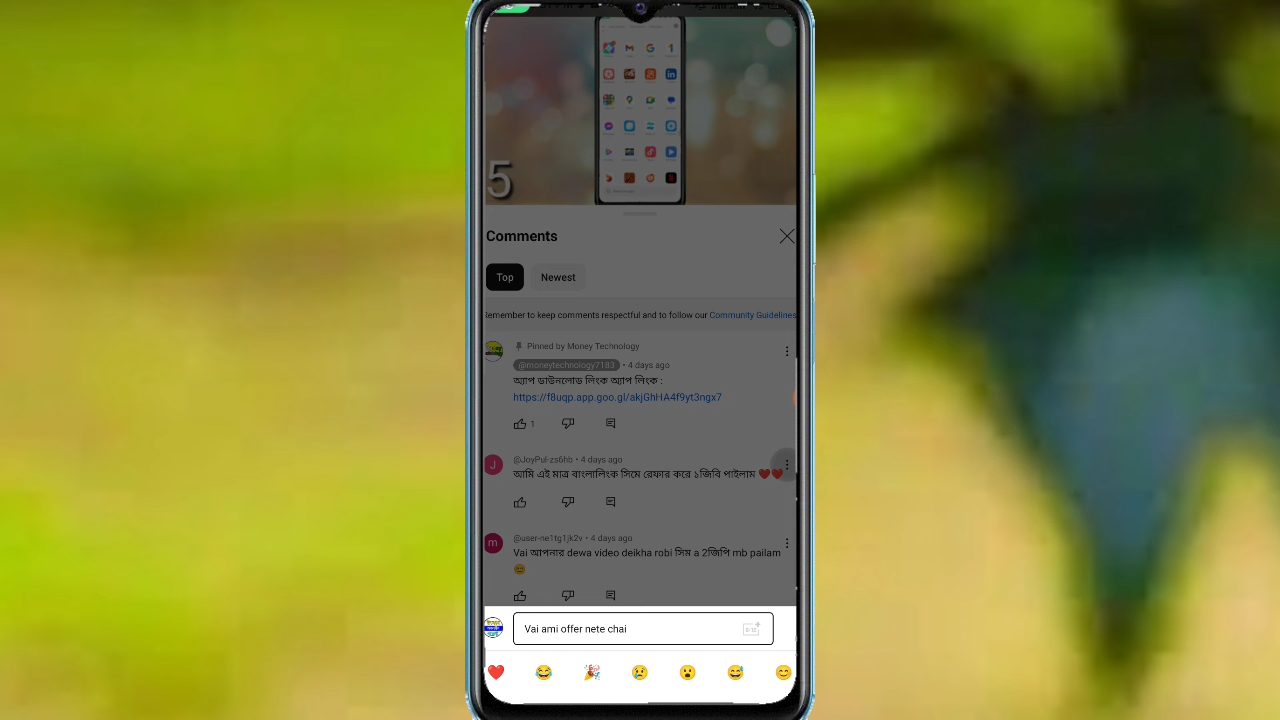 5
Comments
Top
Newest
Remember to keep comments respectful and to follow our Community Guidelines
Pinned by Money Technology
@moneytechnology7183 • 4 days ago
অ্যাপ ডাউনলোড লিংক অ্যাপ লিংক :
https://f8uqp.app.goo.gl/akjGhHA4f9yt3ngx7
1
J
@JoyPul-zs6hb • 4 days ago
আমি এই মাত্র বাংলালিংক সিমে রেফার করে ১জিবি পাইলাম ❤️❤️
m
@user-ne1tg1jk2v • 4 days ago
Vai আপনার dewa video deikha robi সিম a 2জিপি mb pailam
😊
Vai ami offer nete chai
❤️ 😂 🎉 😢 😮 😅 😊